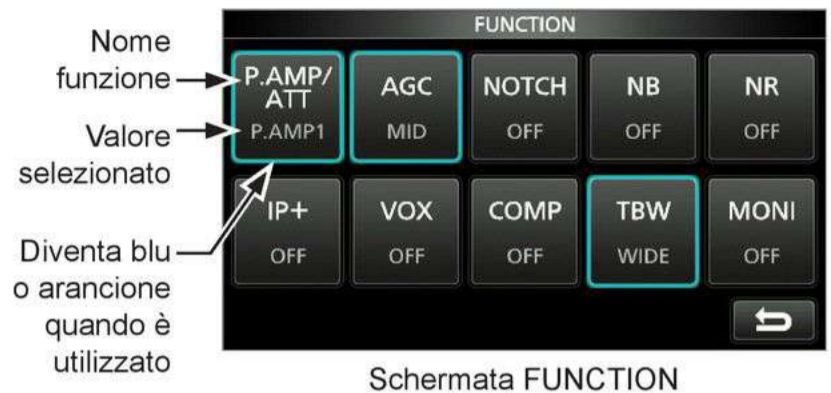 Nome
funzione
Valore
selezionato
Diventa blu
o arancione
quando è
utilizzato
FUNCTION
P.AMP/
ATT
P.AMP1
AGC
MID
NOTCH
OFF
NB
OFF
NR
OFF
IP+
OFF
VOX
OFF
COMP
OFF
TBW
WIDE
MONI
OFF
Schermata FUNCTION